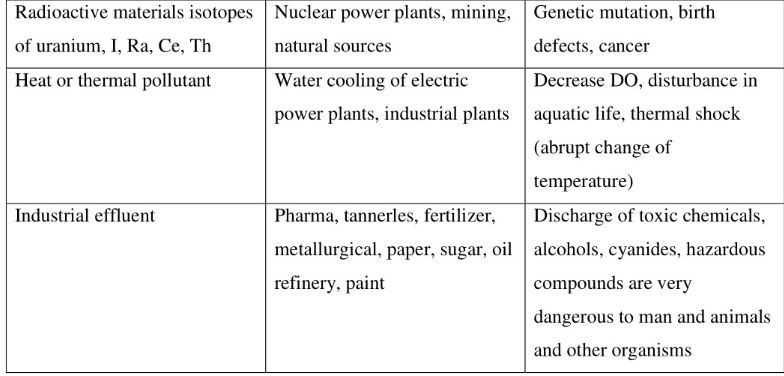 Radioactive materials isotopes
of uranium, I, Ra, Ce, Th
Nuclear power plants, mining,
natural sources
Genetic mutation, birth
defects, cancer
Heat or thermal pollutant
Water cooling of electric
power plants, industrial plants
Decrease DO, disturbance in
aquatic life, thermal shock
(abrupt change of
temperature)
Industrial effluent
Pharma, tannerles, fertilizer,
metallurgical, paper, sugar, oil
refinery, paint
Discharge of toxic chemicals,
alcohols, cyanides, hazardous
compounds are very
dangerous to man and animals
and other organisms